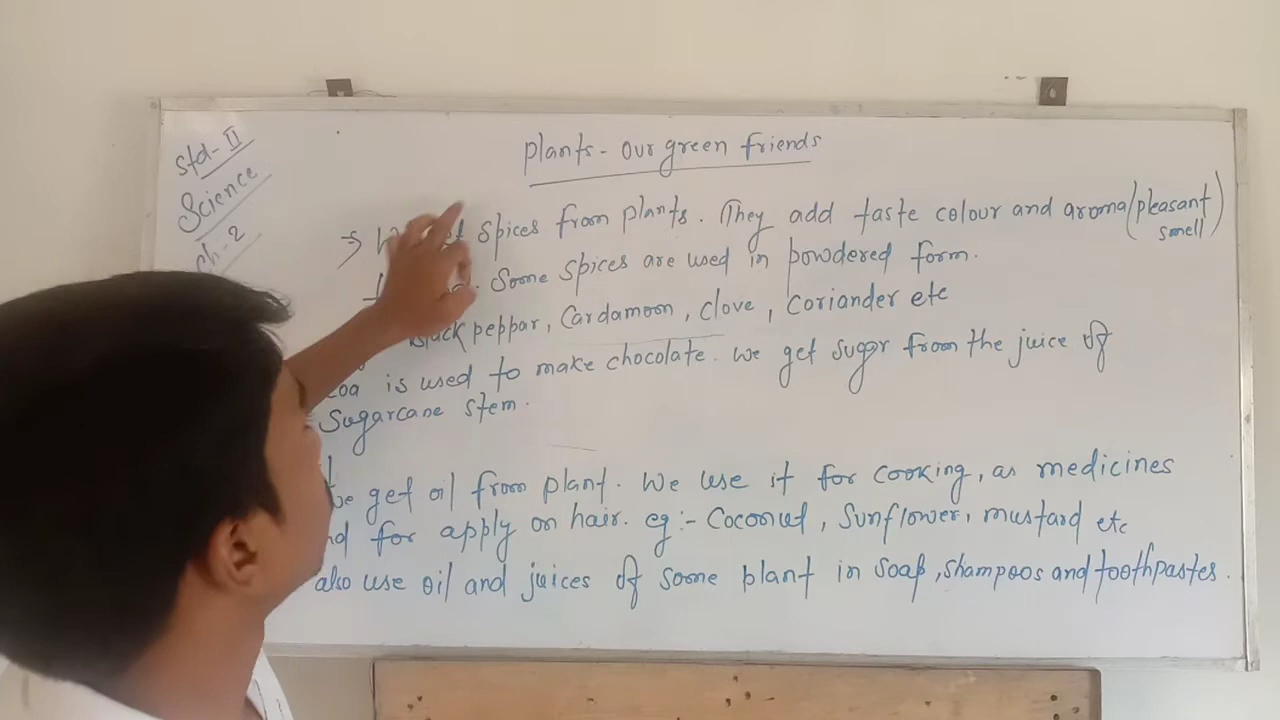 Std-II
Science
Ch-2
Plants - Our green friends
spices from plants. They add taste colour and aroma (pleasant smell)
Some spices are used in powdered form.
peppar, Cardamoon, clove, Coriander etc
is used to make chocolate. We get sugar from the juice of
Sugarcane stem.
get oil from plant. We use it for cooking, as medicines
for apply on hair. eg:- Coconut, Sunflower, mustard etc
also use oil and juices of some plant in soap, shampoos and toothpastes.